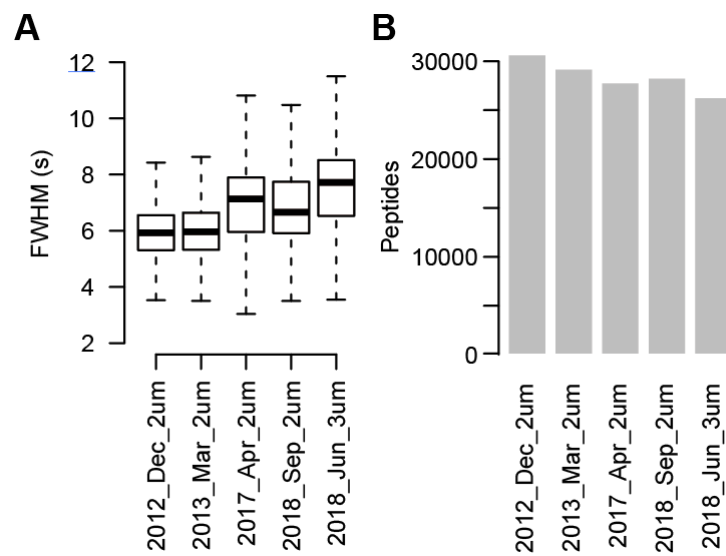 A
FWHM (s)
12
10
8
6
4
2
2012_Dec_2um
2013_Mar_2um
2017_Apr_2um
2018_Sep_2um
2018_Jun_3um
B
Peptides
30000
20000
10000
0
2012_Dec_2um
2013_Mar_2um
2017_Apr_2um
2018_Sep_2um
2018_Jun_3um